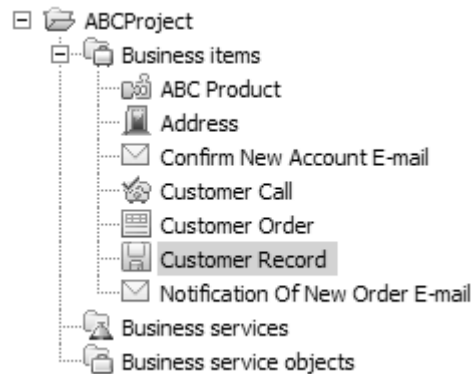 ABCProject
Business items
ABC Product
Address
Confirm New Account E-mail
Customer Call
Customer Order
Customer Record
Notification Of New Order E-mail
Business services
Business service objects